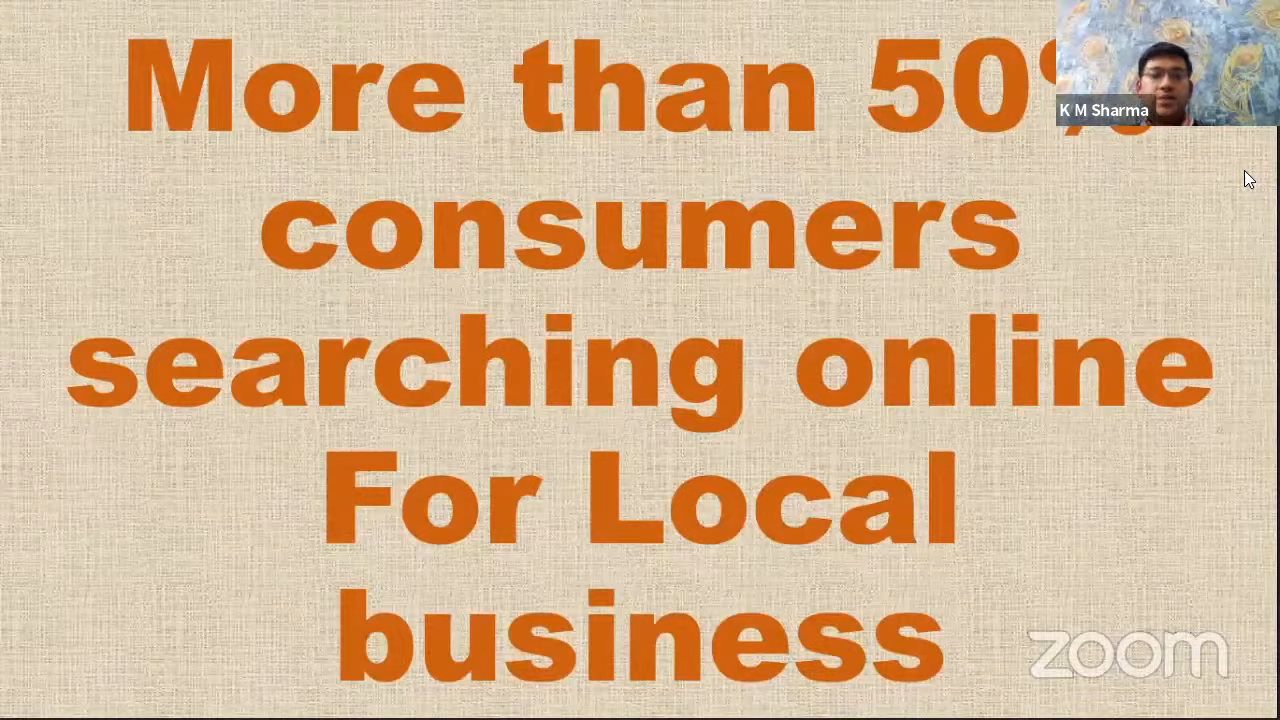 More than 50%
K M Sharma
consumers
searching online
For Local
business
zoom